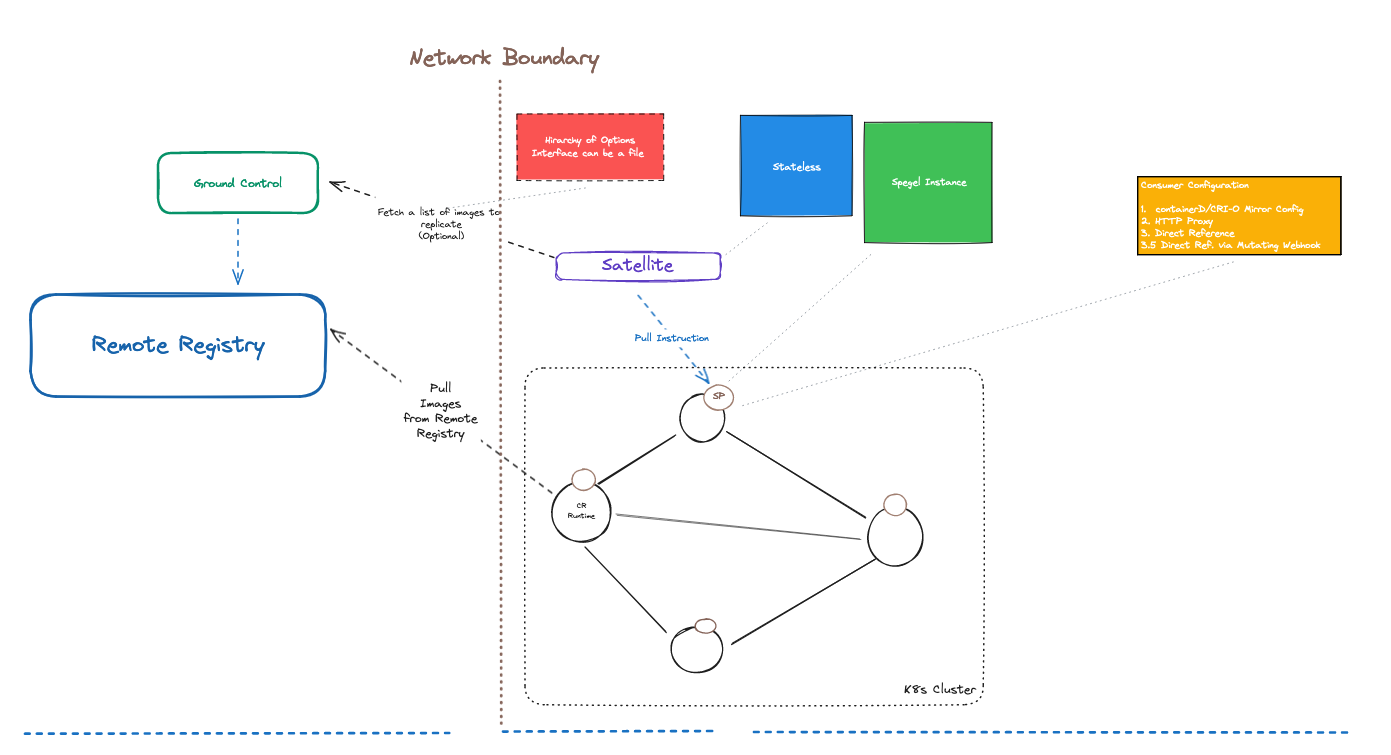 Network Boundary
Hirarchy of Options
Interface can be a file
Stateless
Spegel Instance
Ground Control
Consumer Configuration
1. containerD/CRI-O Mirror Config
2. HTTP Proxy
3. Direct Reference
3.5 Direct Ref. via Mutating Webhook
Fetch a list of images to
replicate
(Optional)
Satellite
Remote Registry
Pull Instruction
Pull
Images
from Remote
Registry
SP
CR
Runtime
K8s Cluster